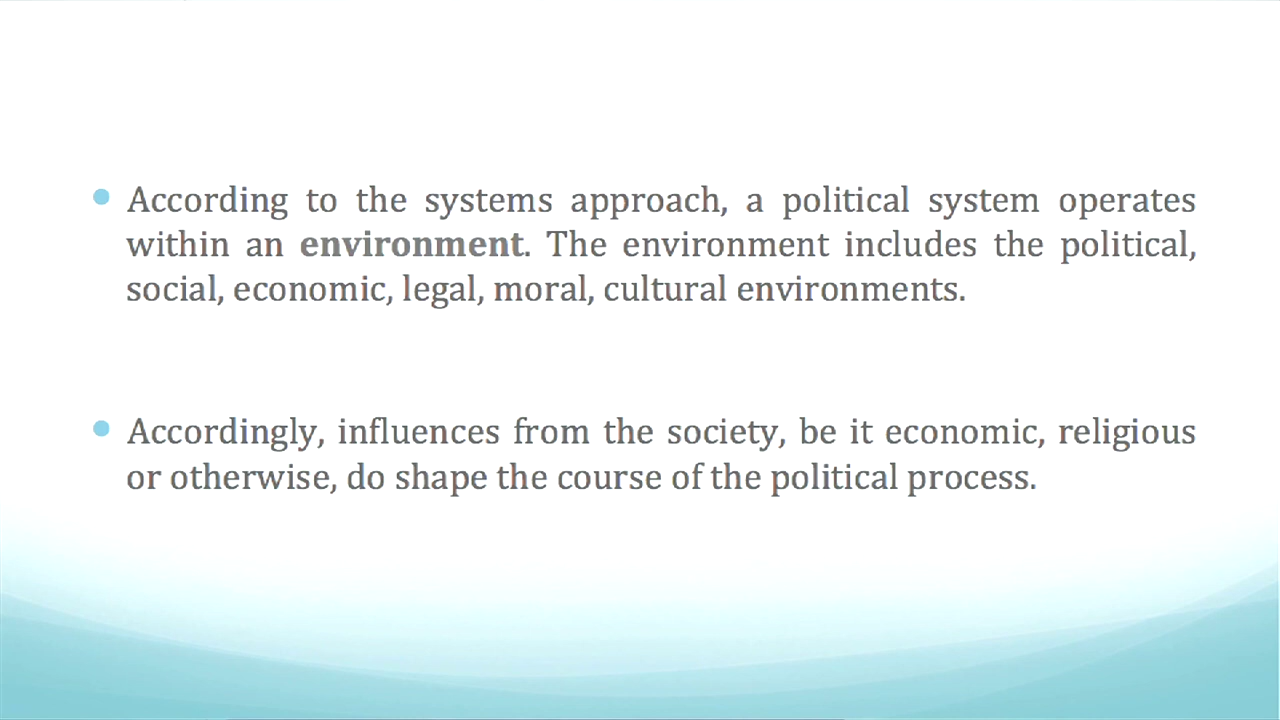 According to the systems approach, a political system operates
within an environment. The environment includes the political,
social, economic, legal, moral, cultural environments.
Accordingly, influences from the society, be it economic, religious
or otherwise, do shape the course of the political process.